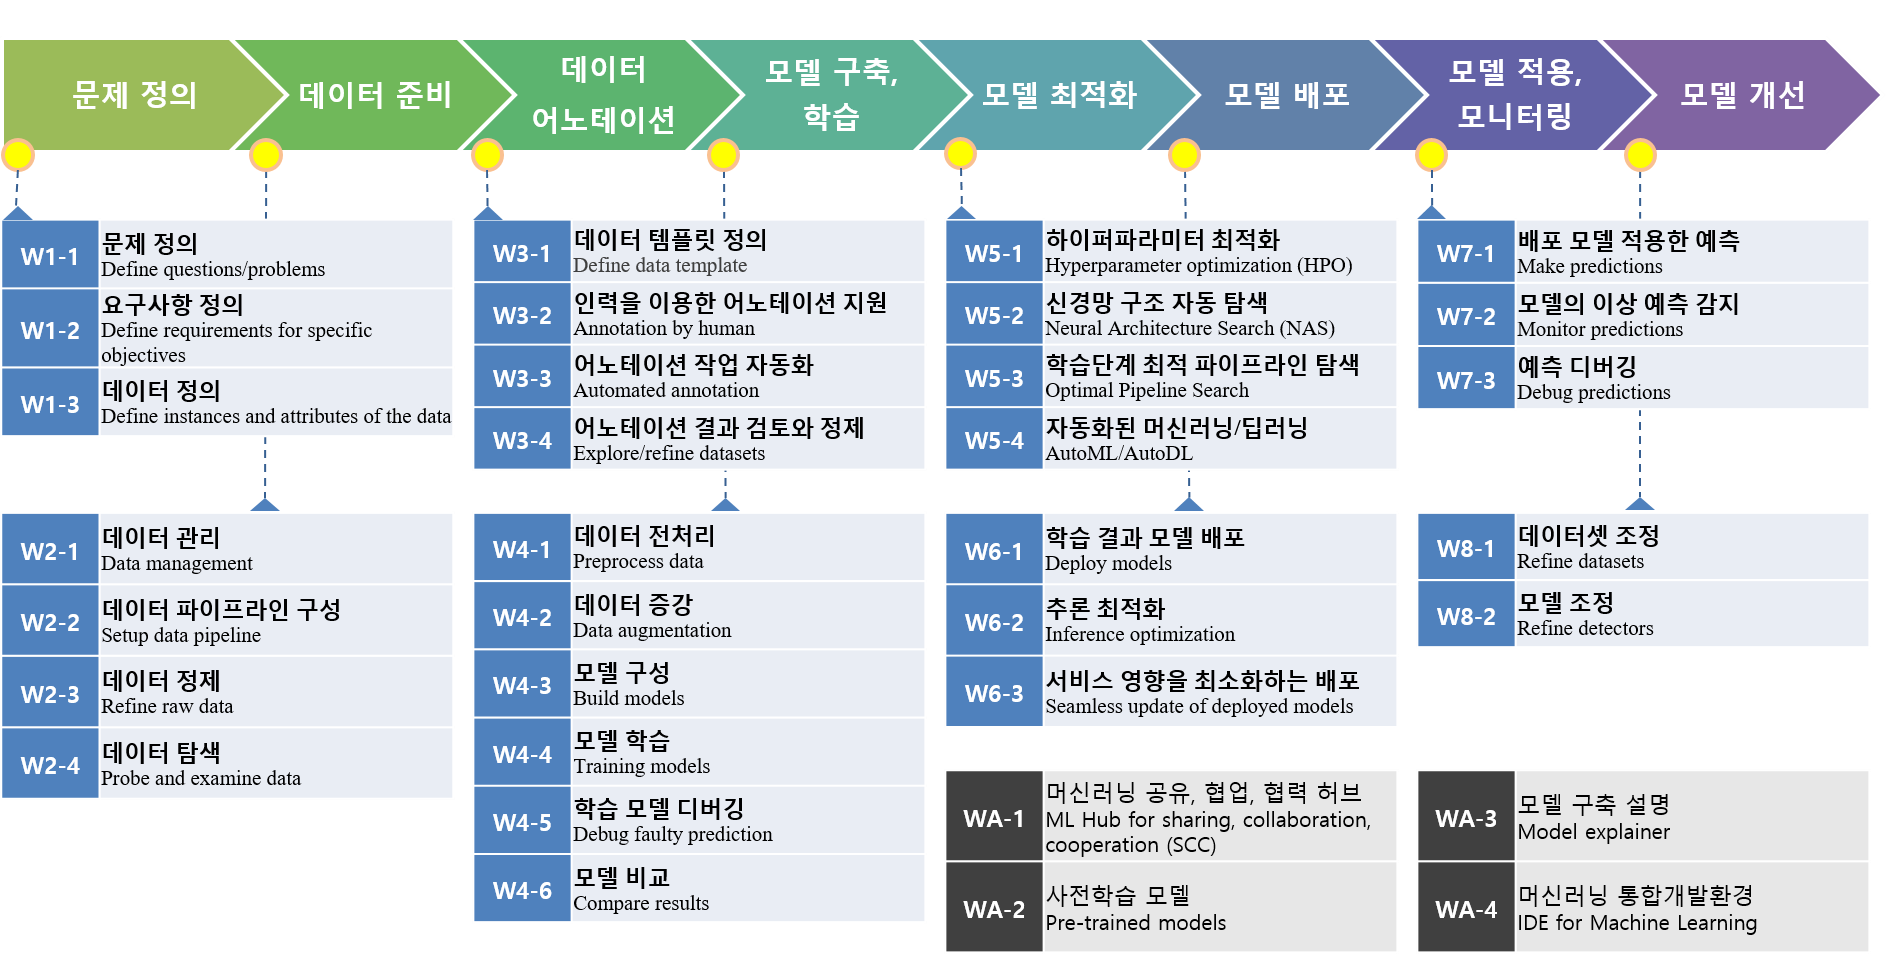 문제 정의
데이터 준비
데이터
어노테이션
모델 구축,
학습
모델 최적화
모델 배포
모델 적용,
모니터링
모델 개선
W1-1
문제 정의
Define questions/problems
W1-2
요구사항 정의
Define requirements for specific
objectives
W1-3
데이터 정의
Define instances and attributes of the data
W2-1
데이터 관리
Data management
W2-2
데이터 파이프라인 구성
Setup data pipeline
W2-3
데이터 정제
Refine raw data
W2-4
데이터 탐색
Probe and examine data
W3-1
데이터 템플릿 정의
Define data template
W3-2
인력을 이용한 어노테이션 지원
Annotation by human
W3-3
어노테이션 작업 자동화
Automated annotation
W3-4
어노테이션 결과 검토와 정제
Explore/refine datasets
W4-1
데이터 전처리
Preprocess data
W4-2
데이터 증강
Data augmentation
W4-3
모델 구성
Build models
W4-4
모델 학습
Training models
W4-5
학습 모델 디버깅
Debug faulty prediction
W4-6
모델 비교
Compare results
W5-1
하이퍼파라미터 최적화
Hyperparameter optimization (HPO)
W5-2
신경망 구조 자동 탐색
Neural Architecture Search (NAS)
W5-3
학습단계 최적 파이프라인 탐색
Optimal Pipeline Search
W5-4
자동화된 머신러닝/딥러닝
AutoML/AutoDL
W6-1
학습 결과 모델 배포
Deploy models
W6-2
추론 최적화
Inference optimization
W6-3
서비스 영향을 최소화하는 배포
Seamless update of deployed models
WA-1
머신러닝 공유, 협업, 협력 허브
ML Hub for sharing, collaboration,
cooperation (SCC)
WA-2
사전학습 모델
Pre-trained models
W7-1
배포 모델 적용한 예측
Make predictions
W7-2
모델의 이상 예측 감지
Monitor predictions
W7-3
예측 디버깅
Debug predictions
W8-1
데이터셋 조정
Refine datasets
W8-2
모델 조정
Refine detectors
WA-3
모델 구축 설명
Model explainer
WA-4
머신러닝 통합개발환경
IDE for Machine Learning